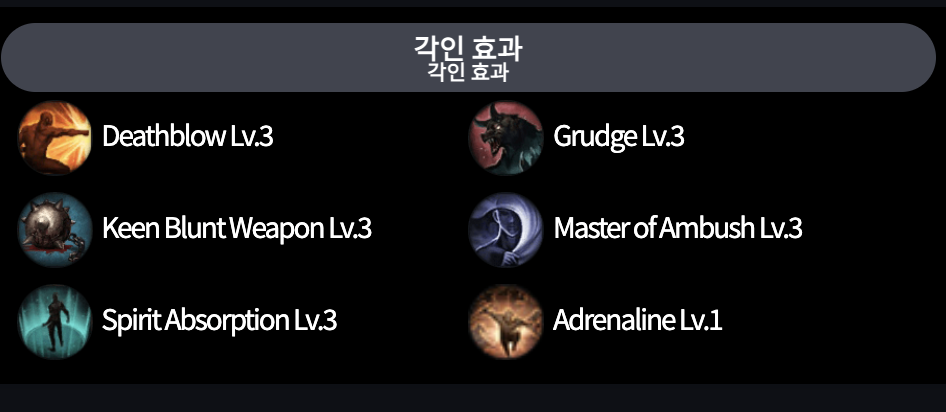 각인 효과
각인 효과
Deathblow Lv.3
Grudge Lv.3
Keen Blunt Weapon Lv.3
Master of Ambush Lv.3
Spirit Absorption Lv.3
Adrenaline Lv.1